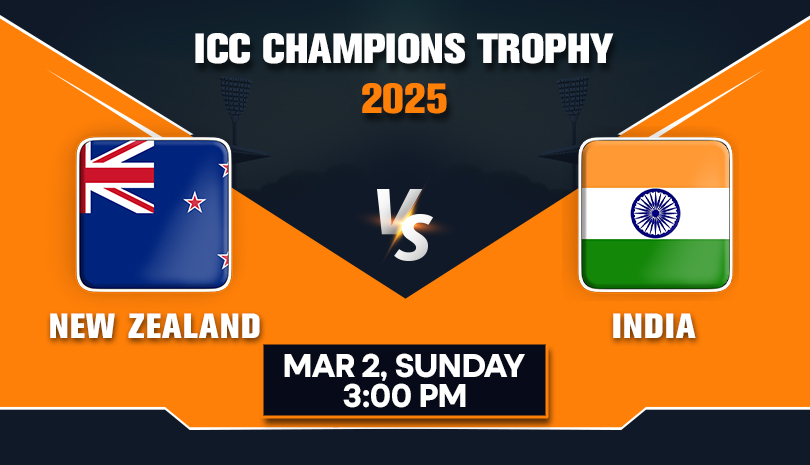 ICC CHAMPIONS TROPHY
2025
VS
NEW ZEALAND
INDIA
MAR 2, SUNDAY
3:00 PM